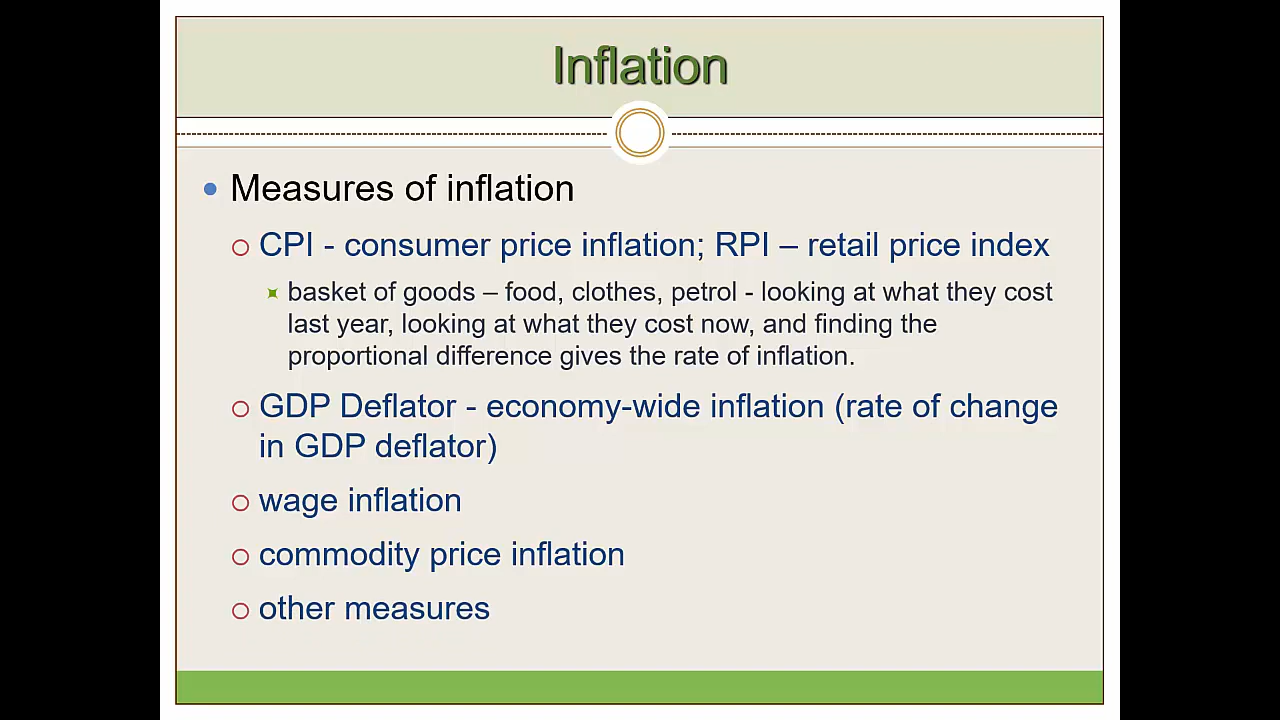 Inflation
Measures of inflation
CPI - consumer price inflation; RPI – retail price index
basket of goods – food, clothes, petrol - looking at what they cost
last year, looking at what they cost now, and finding the
proportional difference gives the rate of inflation.
GDP Deflator - economy-wide inflation (rate of change
in GDP deflator)
wage inflation
commodity price inflation
other measures